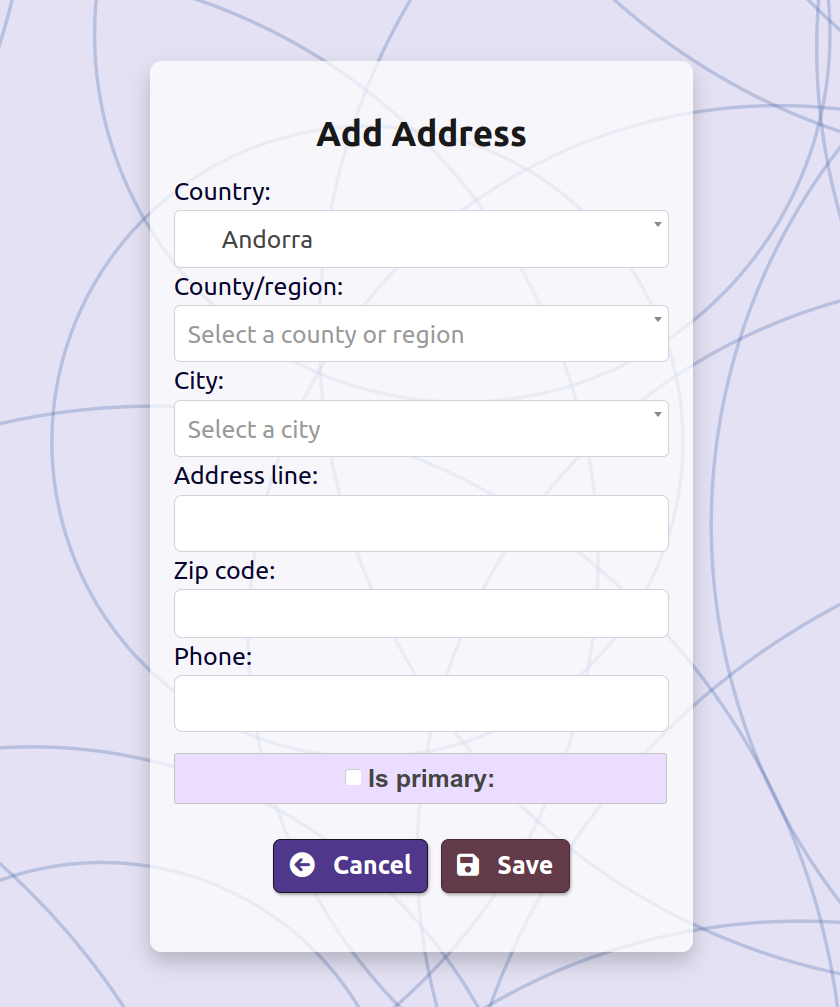 Add Address
Country:
Andorra
County/region:
Select a county or region
City:
Select a city
Address line:
Zip code:
Phone:
Is primary:
Cancel
Save